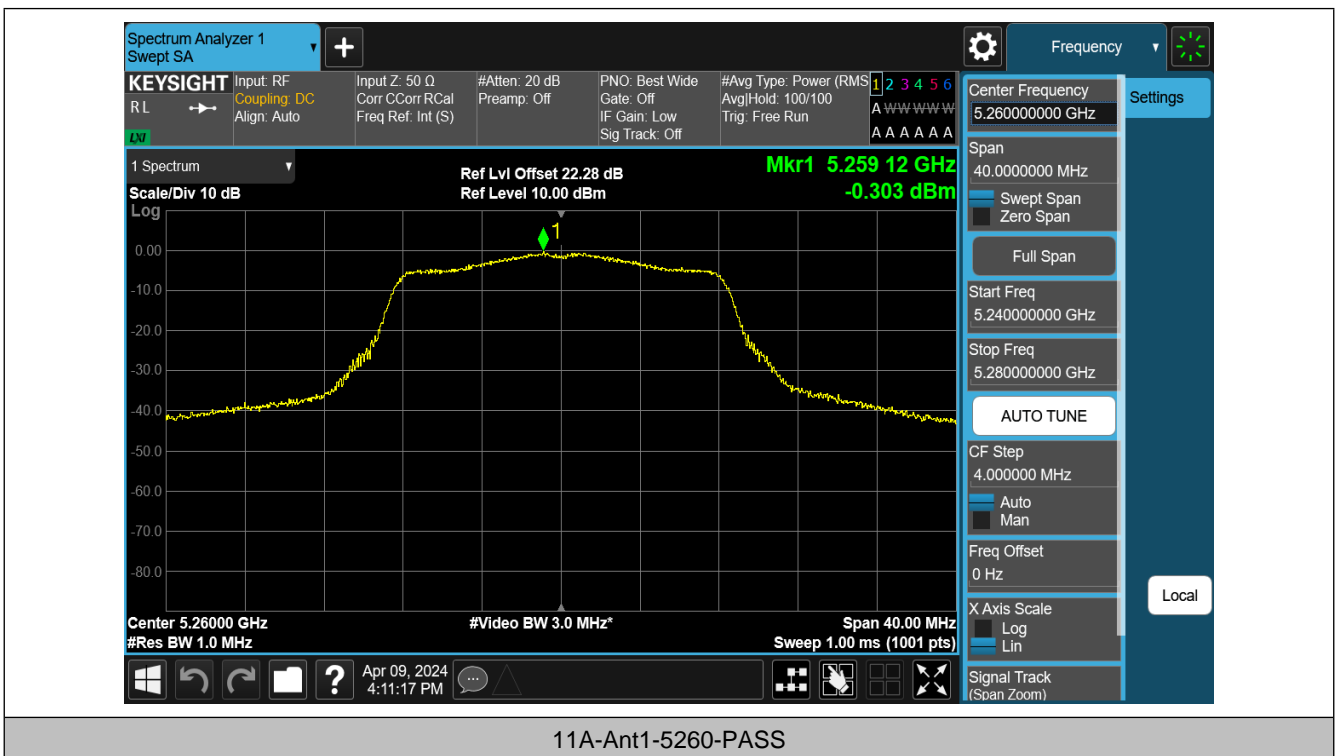 Spectrum Analyzer 1
Swept SA
+
Frequency
KEYSIGHT
RL
LXI
Input: RF
Coupling: DC
Align: Auto
Input Z: 50 Ω
Corr CCorr RCal
Freq Ref: Int (S)
#Atten: 20 dB
Preamp: Off
PNO: Best Wide
Gate: Off
IF Gain: Low
Sig Track: Off
#Avg Type: Power (RMS
Avg|Hold: 100/100
Trig: Free Run
1 2 3 4 5 6
A W W W W W
A A A A A A
1 Spectrum
Scale/Div 10 dB
Log
Ref Lvl Offset 22.28 dB
Ref Level 10.00 dBm
Mkr1 5.259 12 GHz
-0.303 dBm
1
0.00
-10.0
-20.0
-30.0
-40.0
-50.0
-60.0
-70.0
-80.0
Center 5.26000 GHz
#Res BW 1.0 MHz
#Video BW 3.0 MHz*
Span 40.00 MHz
Sweep 1.00 ms (1001 pts)
Center Frequency
5.260000000 GHz
Settings
Span
40.0000000 MHz
Swept Span
Zero Span
Full Span
Start Freq
5.240000000 GHz
Stop Freq
5.280000000 GHz
AUTO TUNE
CF Step
4.000000 MHz
Auto
Man
Freq Offset
0 Hz
X Axis Scale
Log
Lin
Local
Signal Track
(Span Zoom)
?
Apr 09, 2024
4:11:17 PM
11A-Ant1-5260-PASS